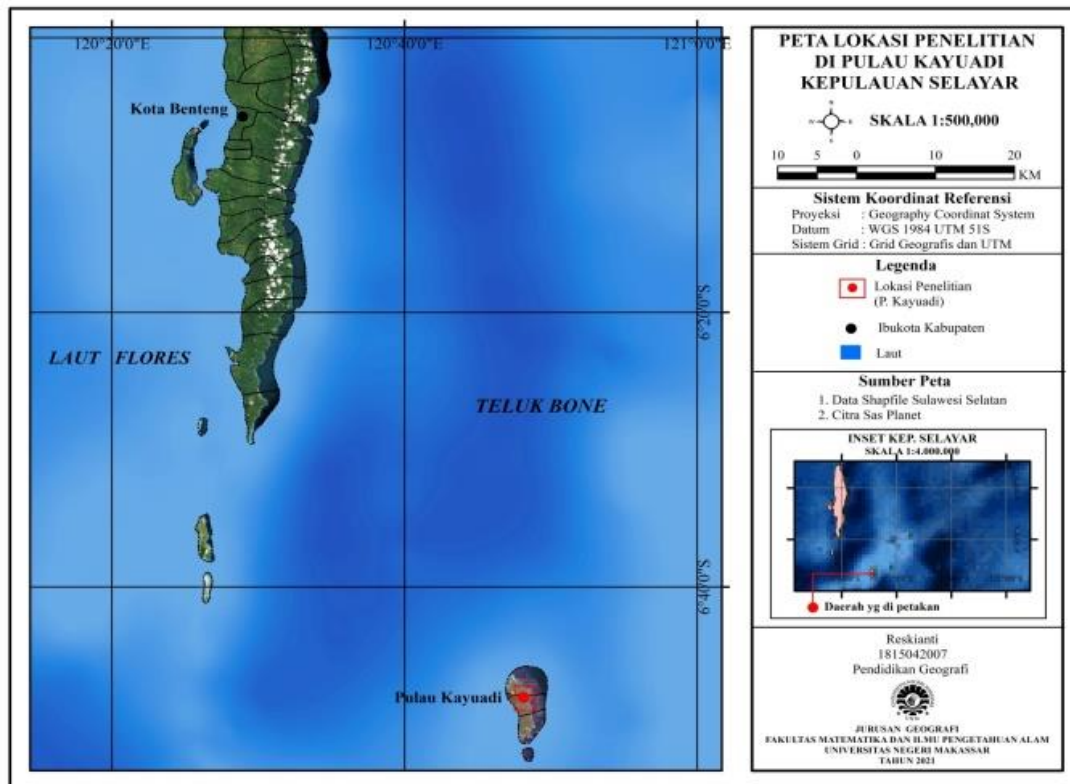 120°20'0"E
120°40'0"E
121°0'0"E
Kota Benteng
6°20'0"S
LAUT FLORES
TELUK BONE
6°40'0"S
Pulau Kayuadi
PETA LOKASI PENELITIAN
DI PULAU KAYUADI
KEPULAUAN SELAYAR
SKALA 1:500,000
10 5 0 10 20
KM
Sistem Koordinat Referensi
Proyeksi : Geography Coordinat System
Datum : WGS 1984 UTM 51S
Sistem Grid : Grid Geografis dan UTM
Legenda
Lokasi Penelitian
(P. Kayuadi)
Ibukota Kabupaten
Laut
Sumber Peta
1. Data Shapfile Sulawesi Selatan
2. Citra Sas Planet
INSET KEP. SELAYAR
SKALA 1:4.000.000
Daerah yg di petakan
Reskianti
1815042007
Pendidikan Geografi
JURUSAN GEOGRAFI
FAKULTAS MATEMATIKA DAN ILMU PENGETAHUAN ALAM
UNIVERSITAS NEGERI MAKASSAR
TAHUN 2021